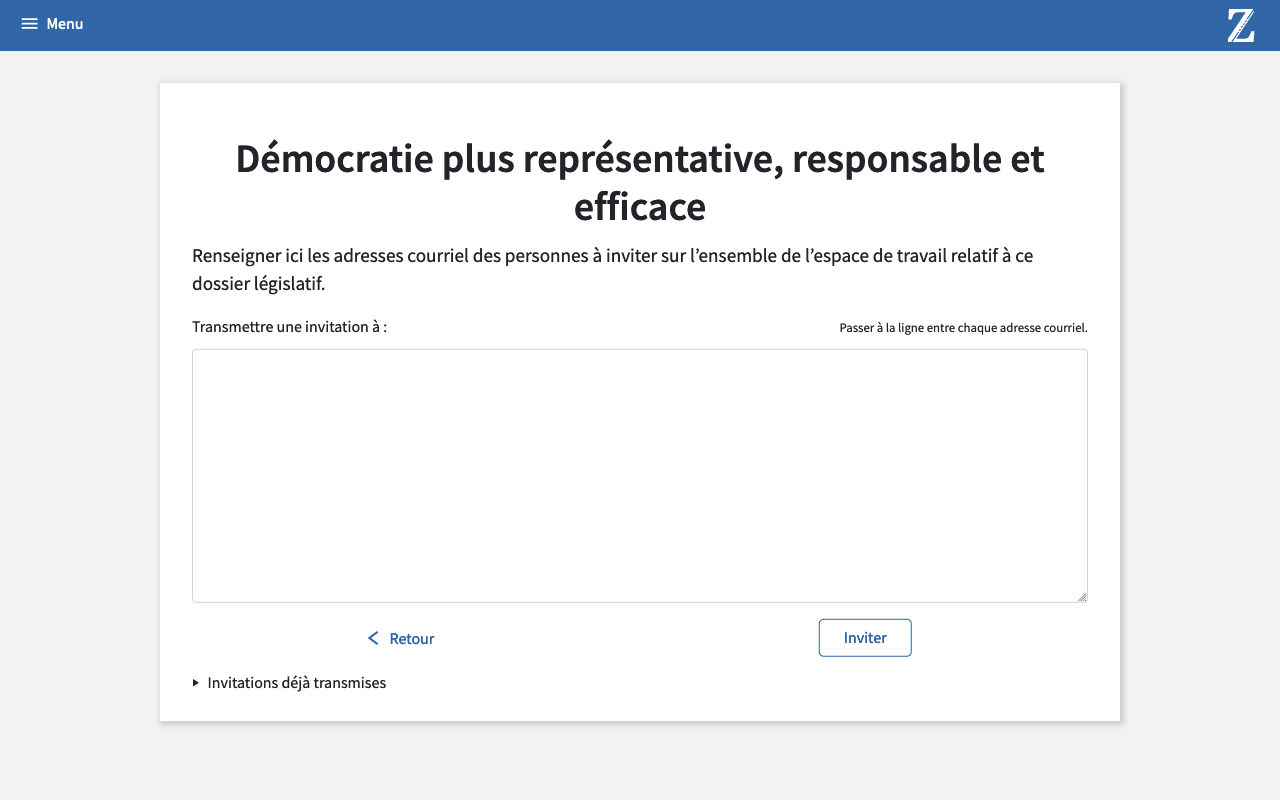 Menu
Z
Démocratie plus représentative, responsable et
efficace
Renseigner ici les adresses courriel des personnes à inviter sur l’ensemble de l’espace de travail relatif à ce
dossier législatif.
Transmettre une invitation à :
Passer à la ligne entre chaque adresse courriel.
Retour
Inviter
Invitations déjà transmises